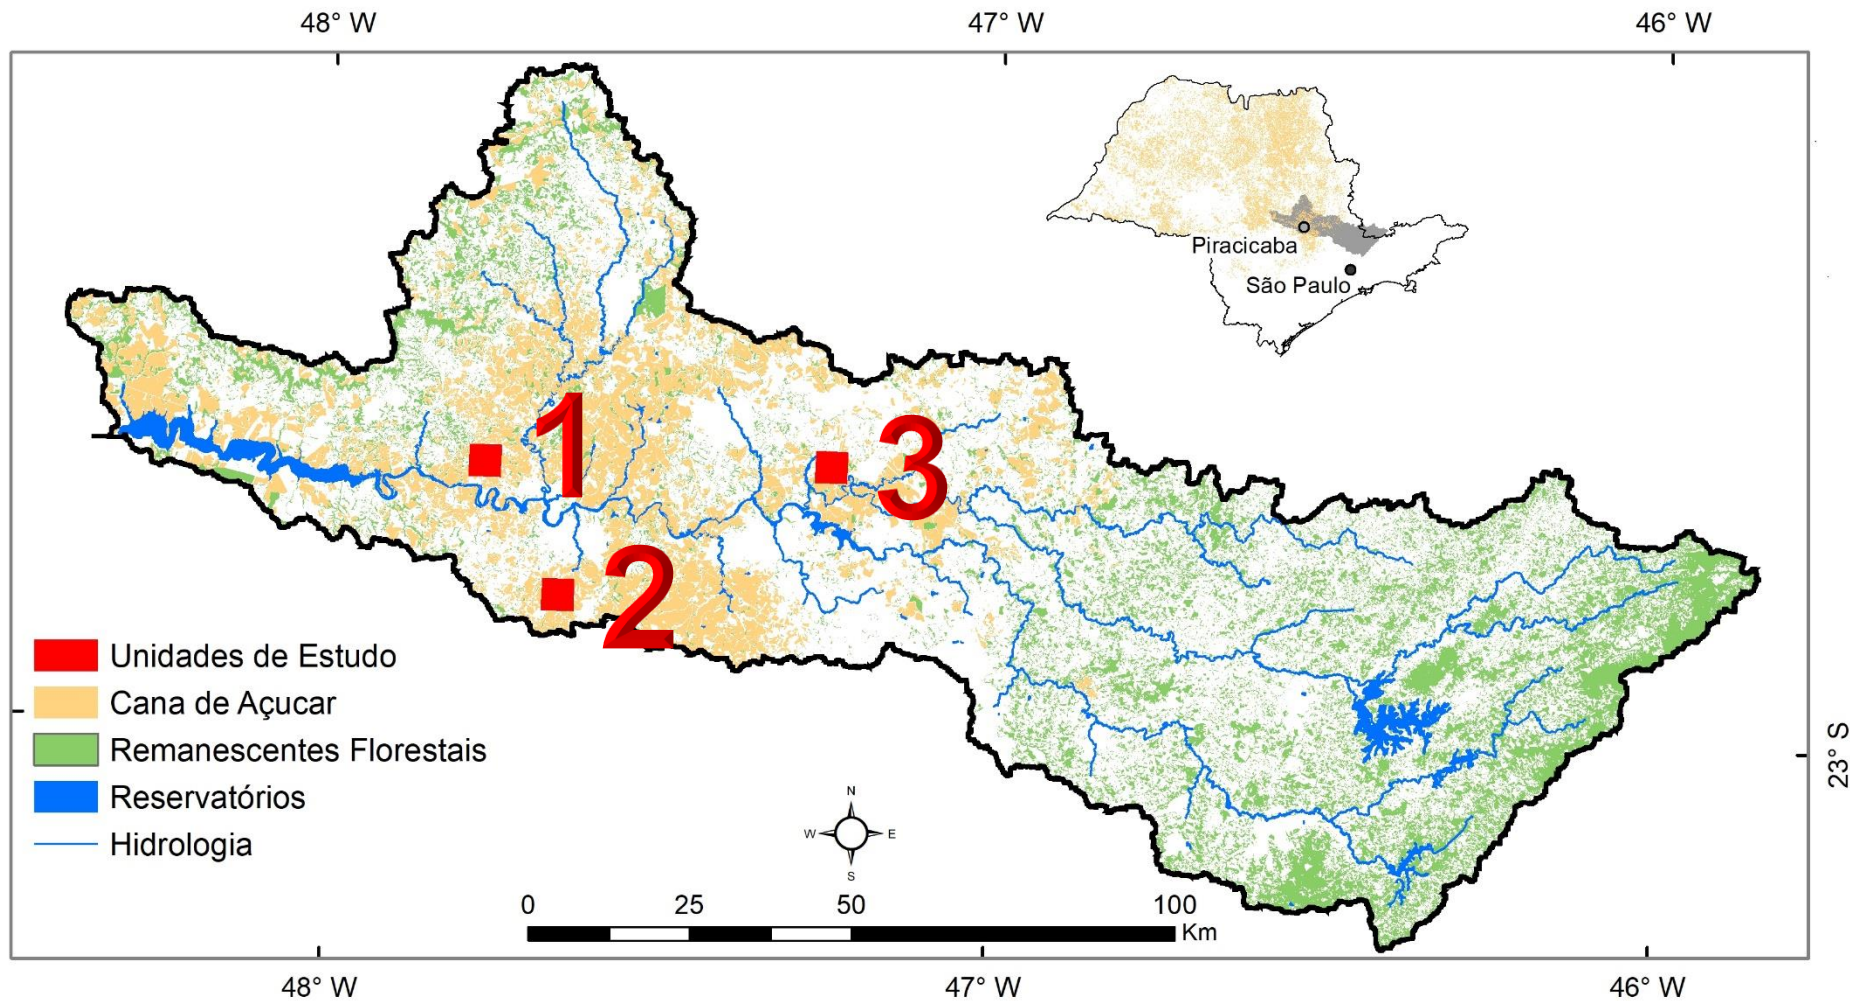 48° W 47° W 46° W
Piracicaba
São Paulo
1
3
2
Unidades de Estudo
Cana de Açucar
Remanescentes Florestais
Reservatórios
Hidrologia
23° S
N
W E
S
0 25 50 100
Km
48° W 47° W 46° W